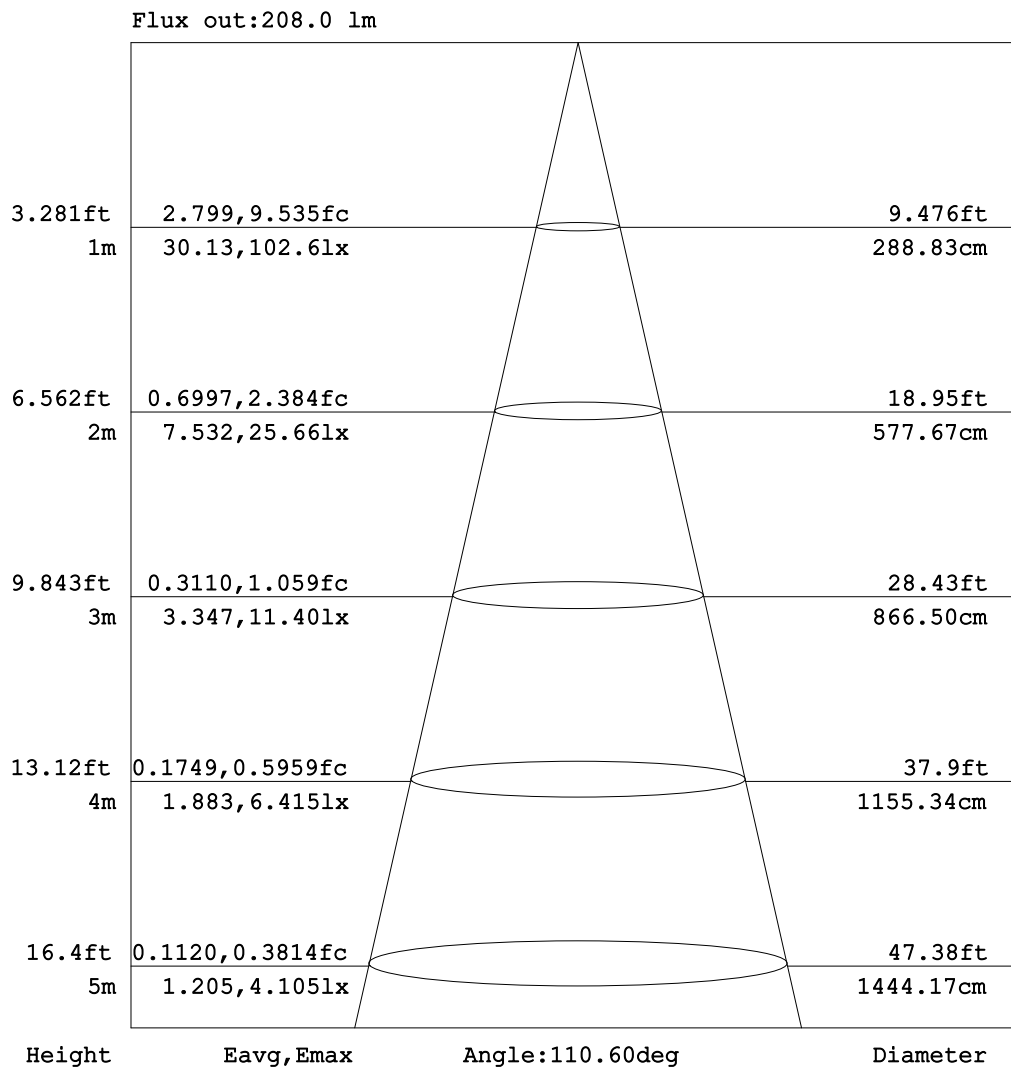 Flux out:208.0 lm
3.281ft 2.799,9.535fc 9.476ft
1m 30.13,102.6lx 288.83cm
6.562ft 0.6997,2.384fc 18.95ft
2m 7.532,25.66lx 577.67cm
9.843ft 0.3110,1.059fc 28.43ft
3m 3.347,11.40lx 866.50cm
13.12ft 0.1749,0.5959fc 37.9ft
4m 1.883,6.415lx 1155.34cm
16.4ft 0.1120,0.3814fc 47.38ft
5m 1.205,4.105lx 1444.17cm
Height Eavg,Emax Angle:110.60deg Diameter